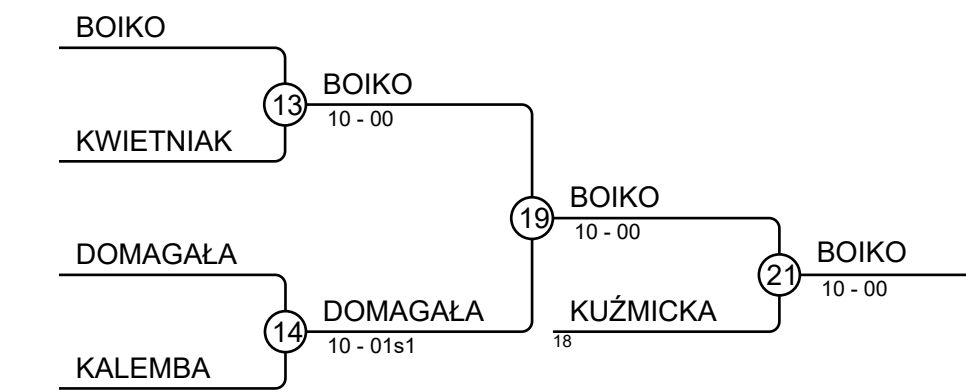 BOIKO
13
BOIKO
10 - 00
KWIETNIAK
19
BOIKO
10 - 00
DOMAGAŁA
21
BOIKO
10 - 00
14
DOMAGAŁA
10 - 01s1
KUŹMICKA
18
KALEMBA